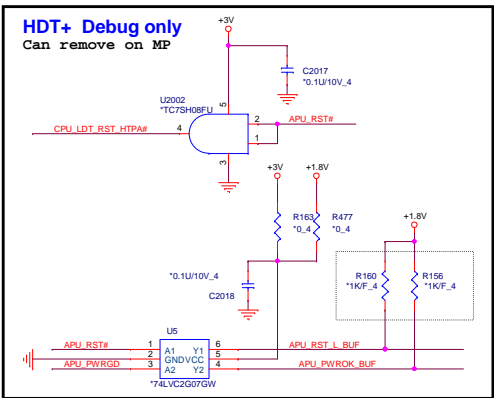 HDT+ Debug only
Can remove on MP
+3V
C2017
*0.1U/10V_4
U2002
*TC7SH08FU
5
2
APU_RST#
CPU_LDT_RST_HTPA#
4
1
3
+3V
+1.8V
R163
*0_4
R477
*0_4
+1.8V
*0.1U/10V_4
C2018
R160
*1K/F_4
R156
*1K/F_4
U5
APU_RST#
1
A1
Y1
6
APU_RST_L_BUF
2
GND
VCC
5
APU_PWRGD
3
A2
Y2
4
APU_PWROK_BUF
*74LVC2G07GW